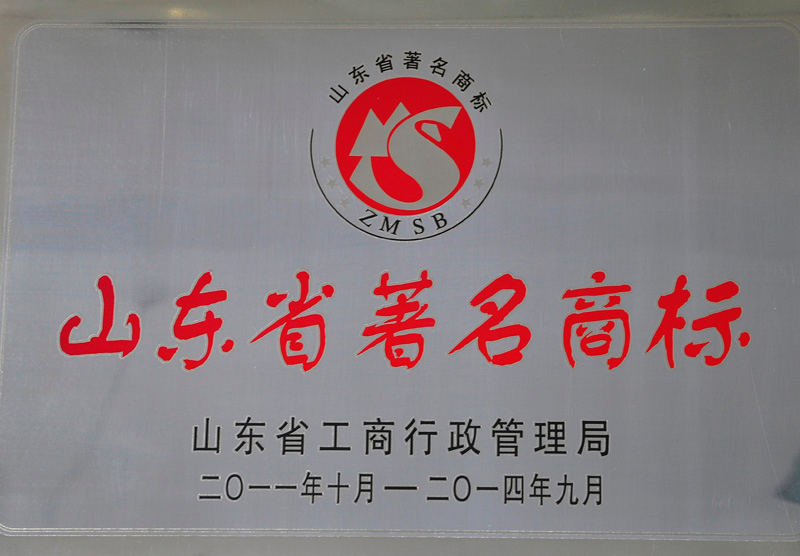 山东省著名商标
ZMSB
山东省著名商标
山东省工商行政管理局
二〇一一年十月—二〇一四年九月